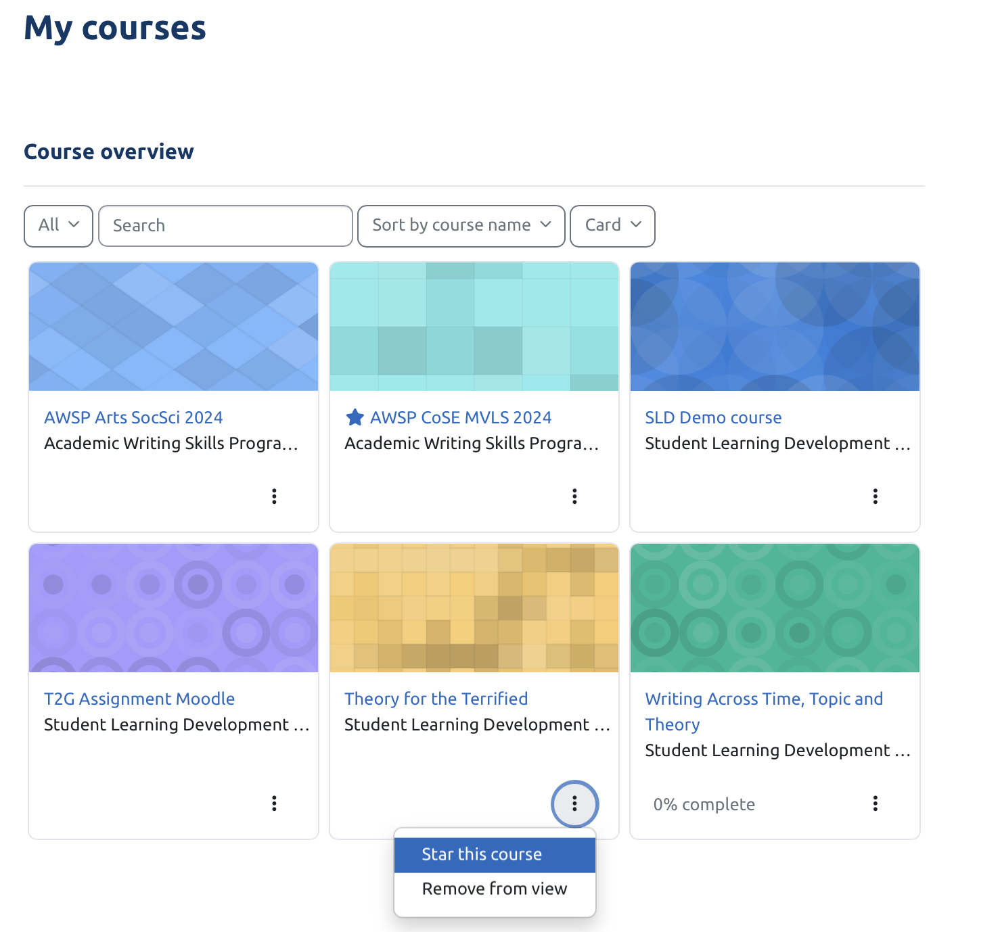 My courses
Course overview
All
Search
Sort by course name
Card
AWSP Arts SocSci 2024
Academic Writing Skills Progra...
AWSP CoSE MVLS 2024
Academic Writing Skills Progra...
SLD Demo course
Student Learning Development ...
T2G Assignment Moodle
Student Learning Development ...
Theory for the Terrified
Student Learning Development ...
Writing Across Time, Topic and
Theory
Student Learning Development ...
0% complete
Star this course
Remove from view